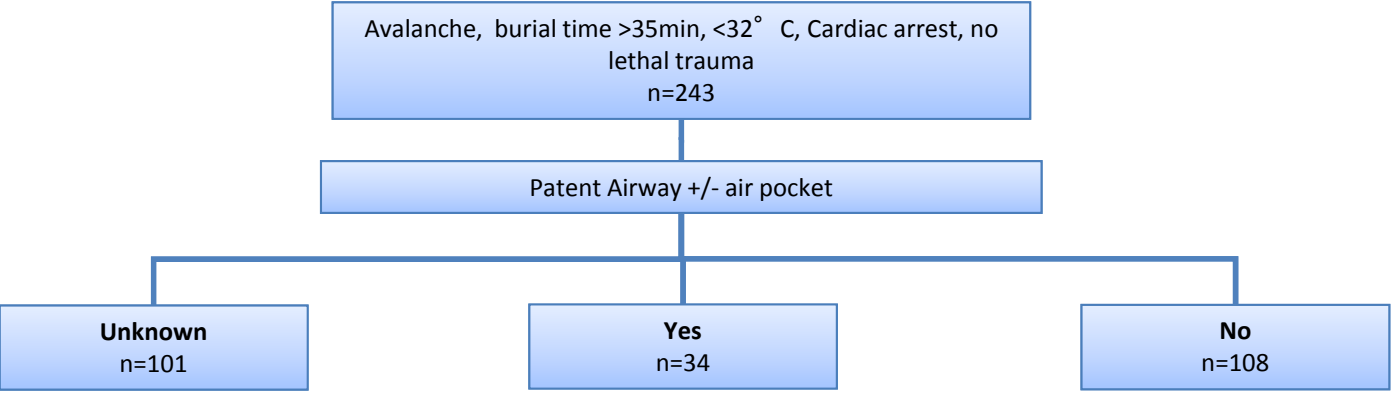 Avalanche, burial time >35min, <32° C, Cardiac arrest, no
lethal trauma
n=243
Patent Airway +/- air pocket
Unknown
n=101
Yes
n=34
No
n=108